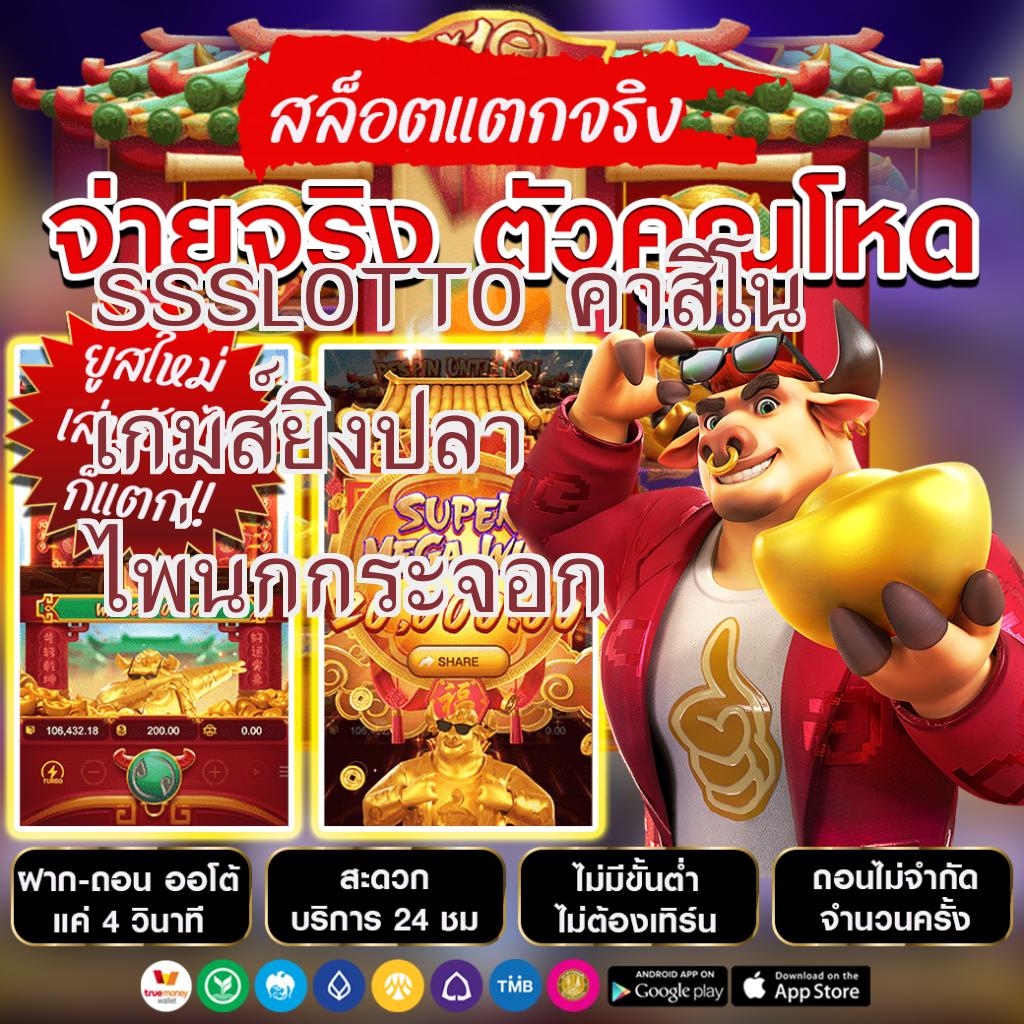 สล็อตแตกจริง
จ่ายจริง ตัวคูณโหด
SSSLOTTO คาสิโน
ยูสใหม่
เกมส์ยิงปลา
ก็แตก!!
SUPER
MEGA WIN
ไพ่นกกระจอก
SHARE
106,432.18 200.00 0.00
TURBO
ฝาก-ถอน ออโต้
แค่ 4 วินาที
สะดวก
บริการ 24 ชม
ไม่มีขั้นต่ำ
ไม่ต้องเทิร์น
ถอนไม่จำกัด
จำนวนครั้ง
truemoney
wallet
TMB
ANDROID APP ON
Google play
Download on the
App Store